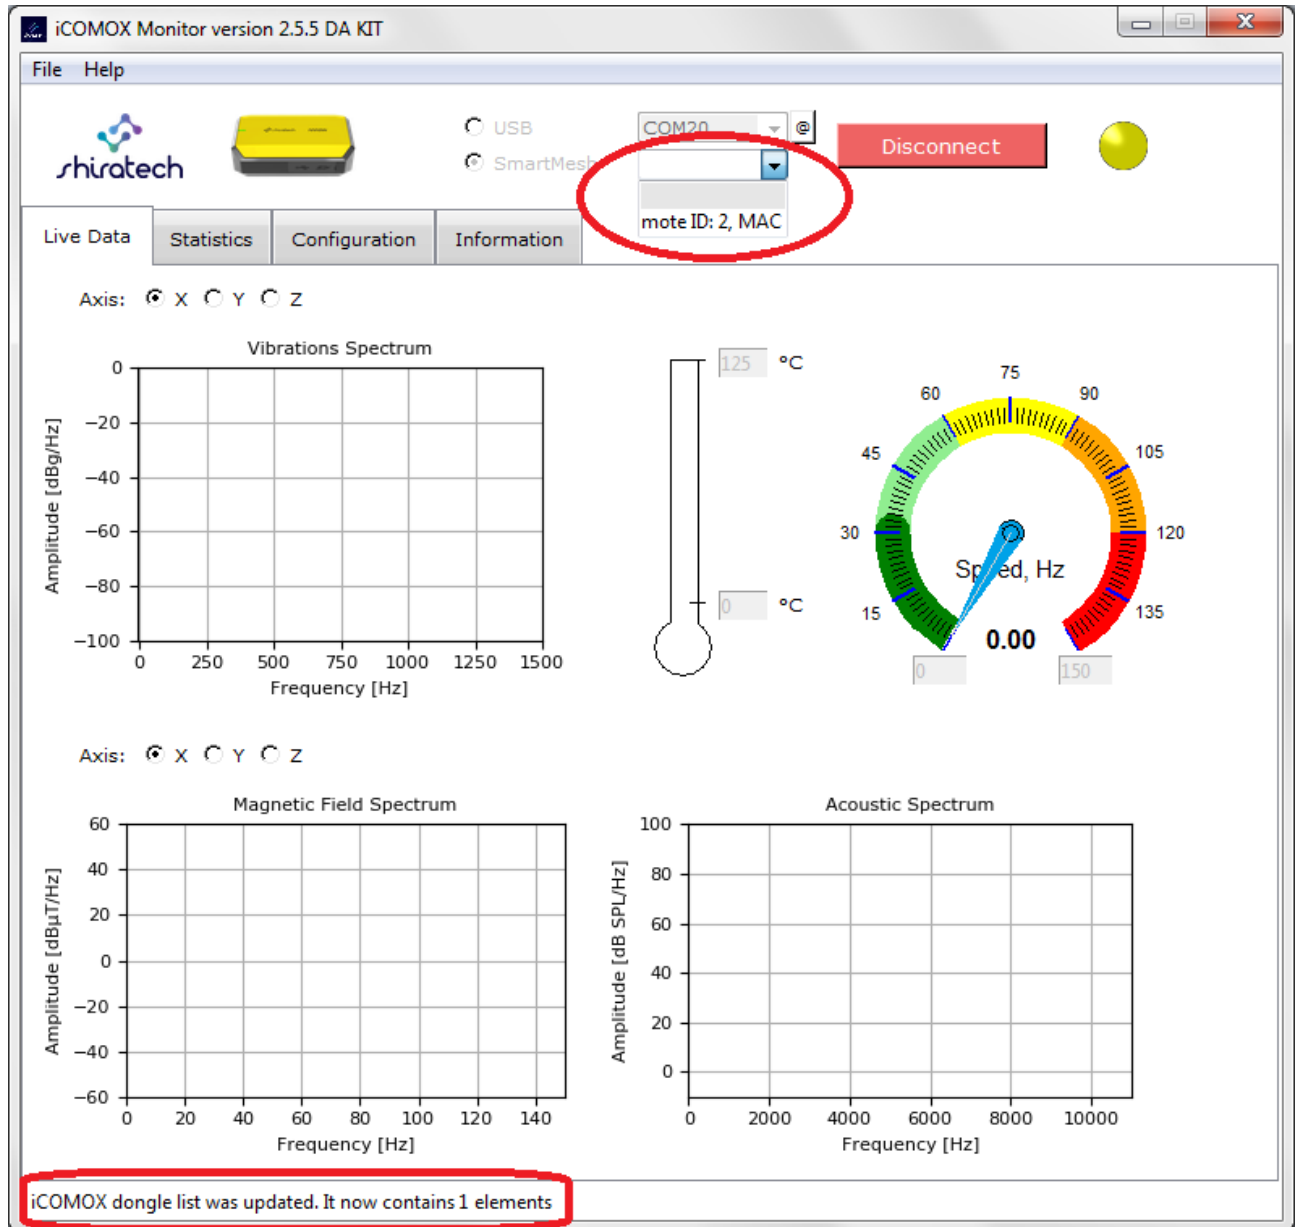 iCOMOX Monitor version 2.5.5 DA KIT
File Help
shiratech
USB
COM20
@
SmartMesh
Disconnect
mote ID: 2, MAC
Live Data
Statistics
Configuration
Information
Axis: X Y Z
Vibrations Spectrum
0
−20
−40
−60
−80
−100
Amplitude [dBg/Hz]
0 250 500 750 1000 1250 1500
Frequency [Hz]
125 °C
0 °C
0
15
30
45
60
75
90
105
120
135
150
Speed, Hz
0.00
Axis: X Y Z
Magnetic Field Spectrum
60
40
20
0
−20
−40
−60
Amplitude [dBµT/Hz]
0 20 40 60 80 100 120 140
Frequency [Hz]
Acoustic Spectrum
100
80
60
40
20
0
Amplitude [dB SPL/Hz]
0 2000 4000 6000 8000 10000
Frequency [Hz]
iCOMOX dongle list was updated. It now contains 1 elements